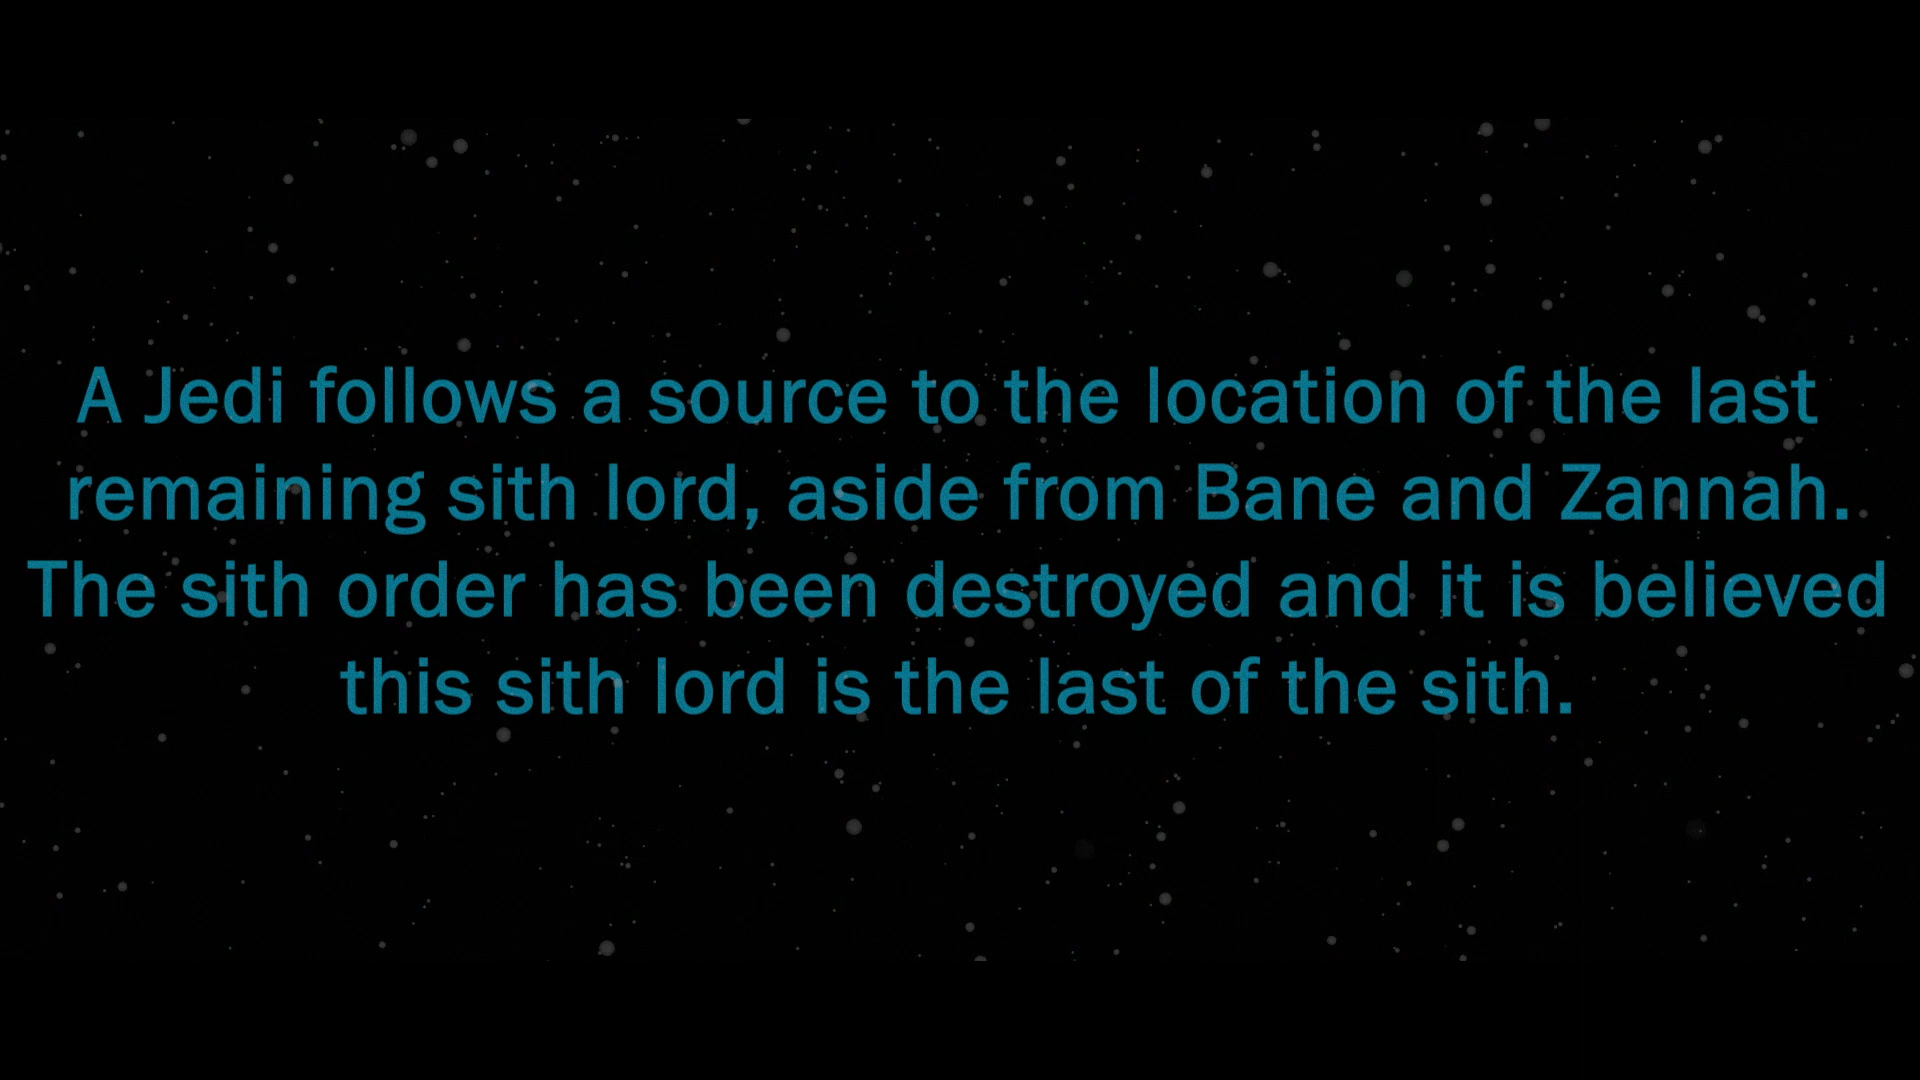 A Jedi follows a source to the location of the last
remaining sith lord, aside from Bane and Zannah.
The sith order has been destroyed and it is believed
this sith lord is the last of the sith.